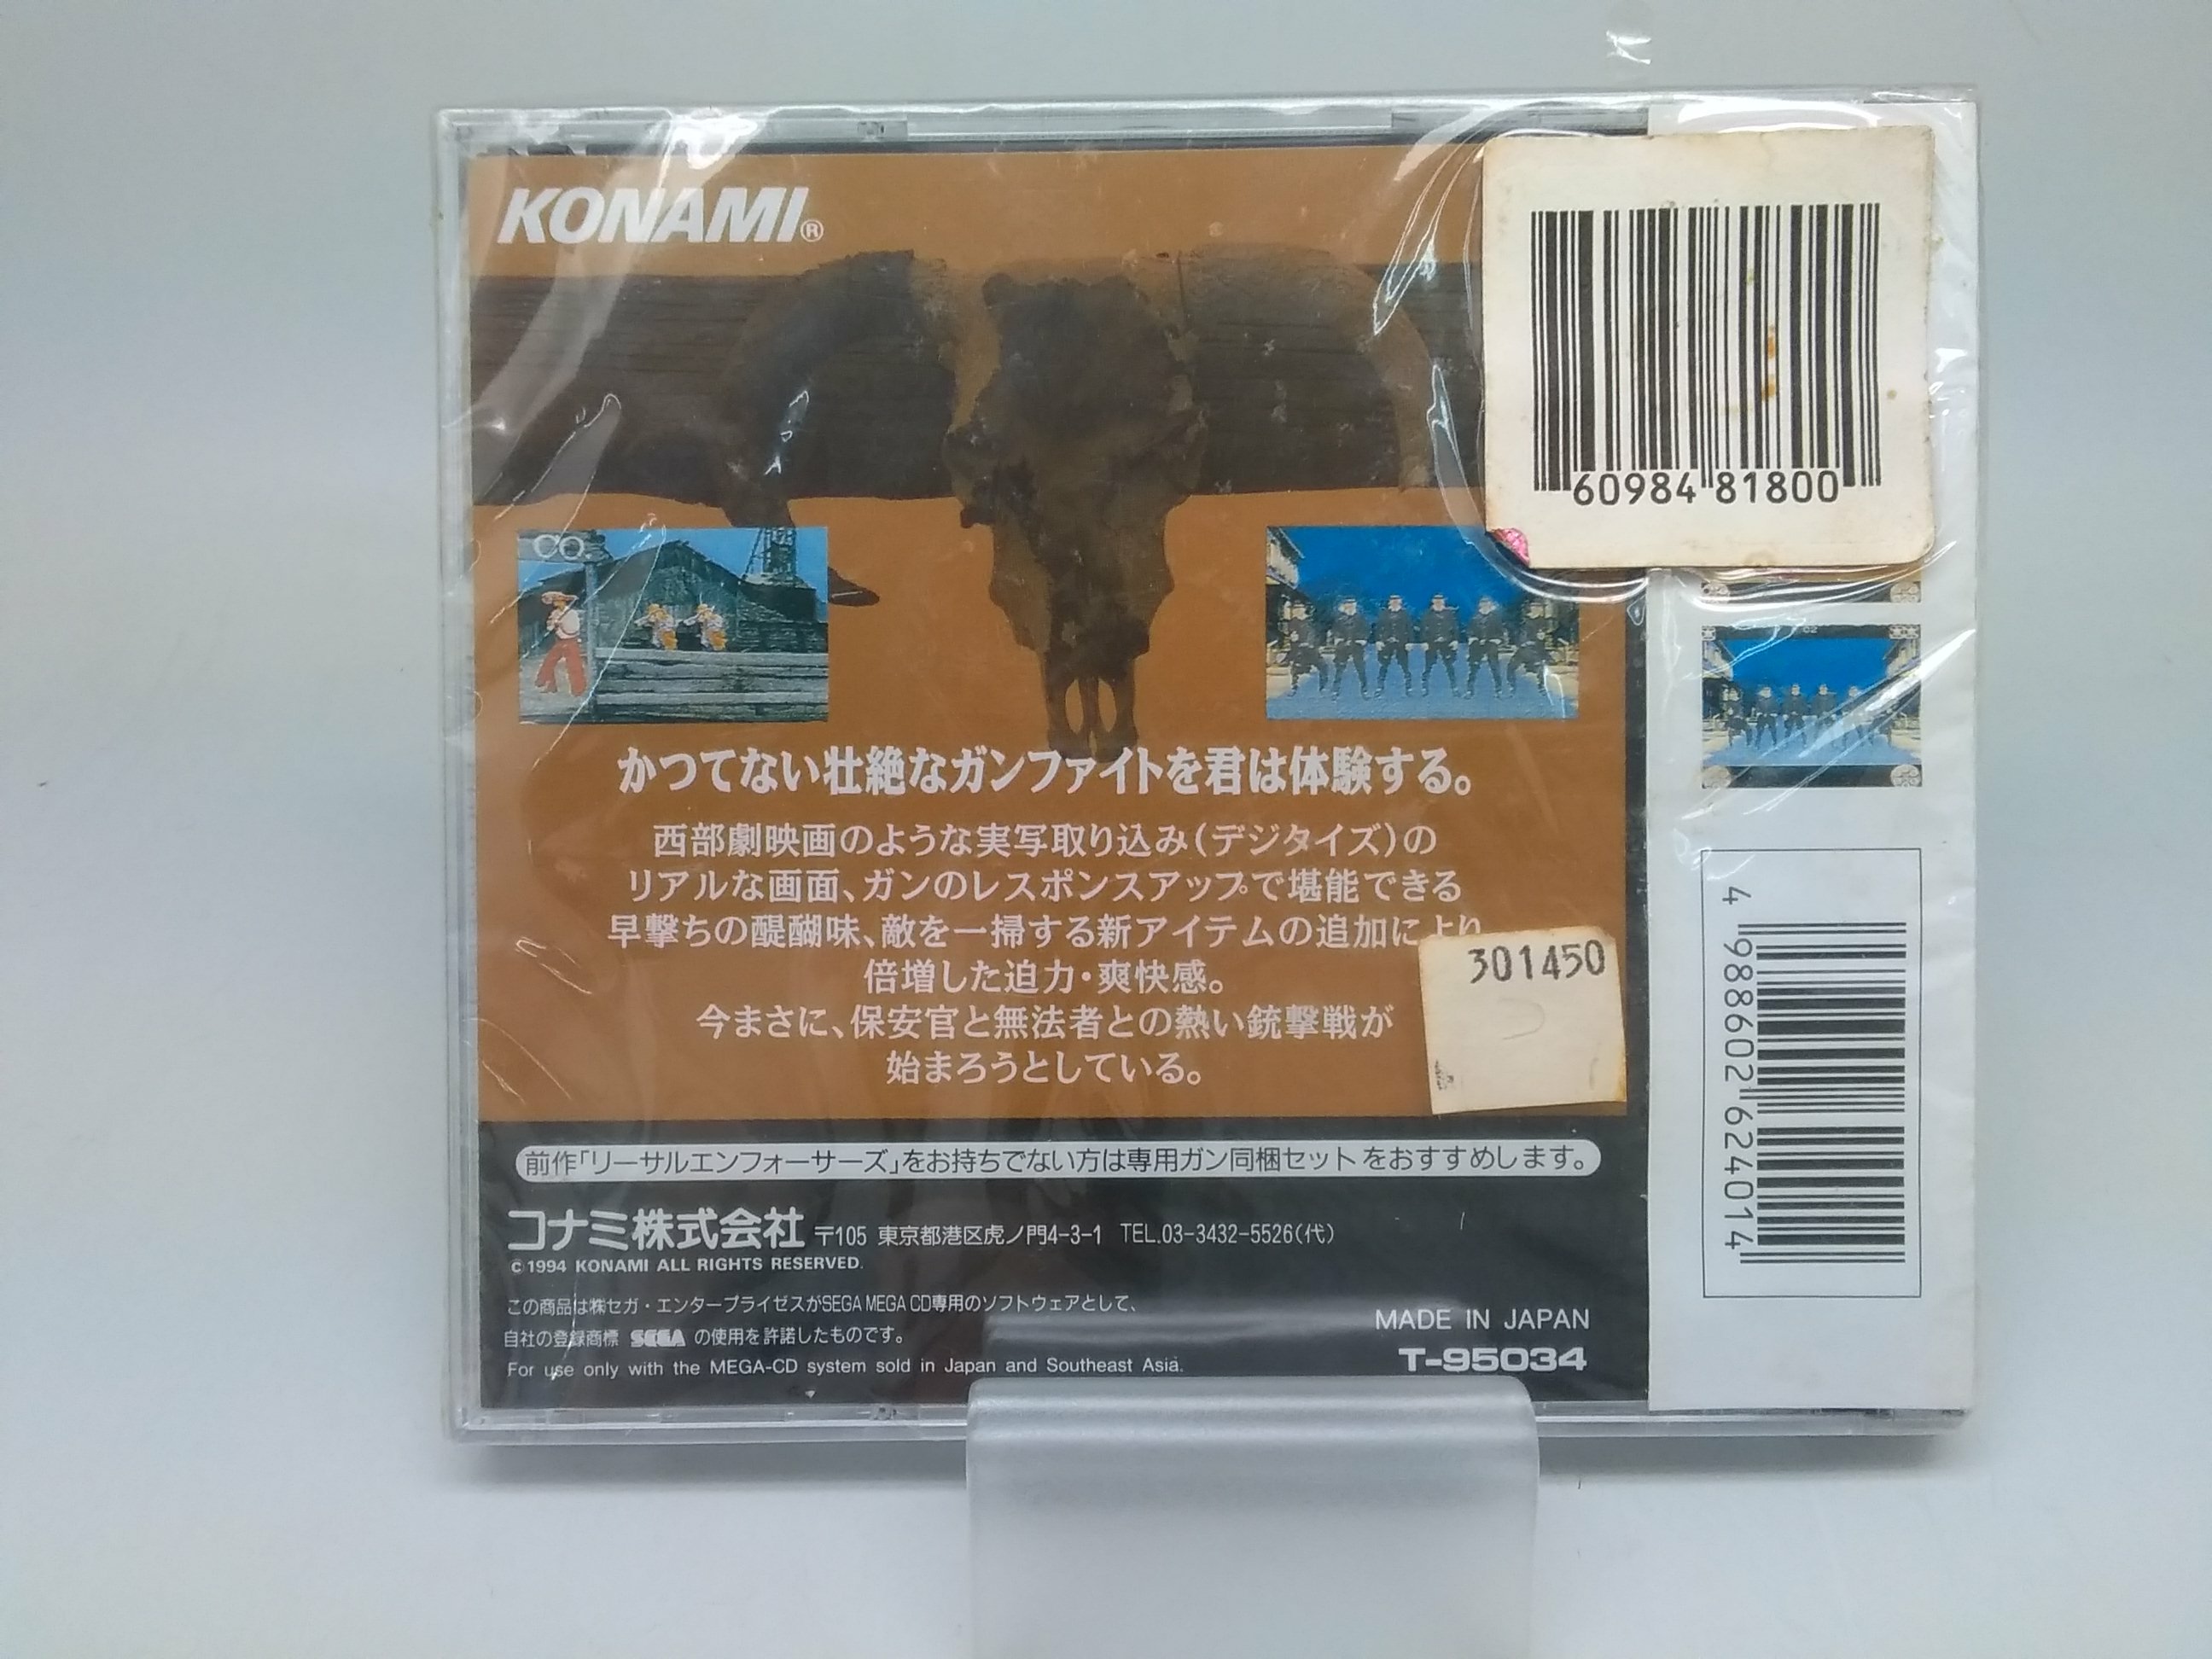 KONAMI®
60984 81800
CO.
かつてない壮絶なガンファイトを君は体験する。
西部劇映画のような実写取り込み(デジタイズ)の
リアルな画面、ガンのレスポンスアップで堪能できる
早撃ちの醍醐味、敵を一掃する新アイテムの追加により
倍増した迫力・爽快感。
今まさに、保安官と無法者との熱い銃撃戦が
始まろうとしている。
301450
4 988602 624014
前作「リーサルエンフォーサーズ」をお持ちでない方は専用ガン同梱セットをおすすめします。
コナミ株式会社 〒105 東京都港区虎ノ門4-3-1 TEL.03-3432-5526(代)
©1994 KONAMI ALL RIGHTS RESERVED.
この商品は㈱セガ・エンタープライゼスがSEGA MEGA CD専用のソフトウェアとして、
自社の登録商標 SEGA の使用を許諾したものです。
For use only with the MEGA-CD system sold in Japan and Southeast Asia.
MADE IN JAPAN
T-95034